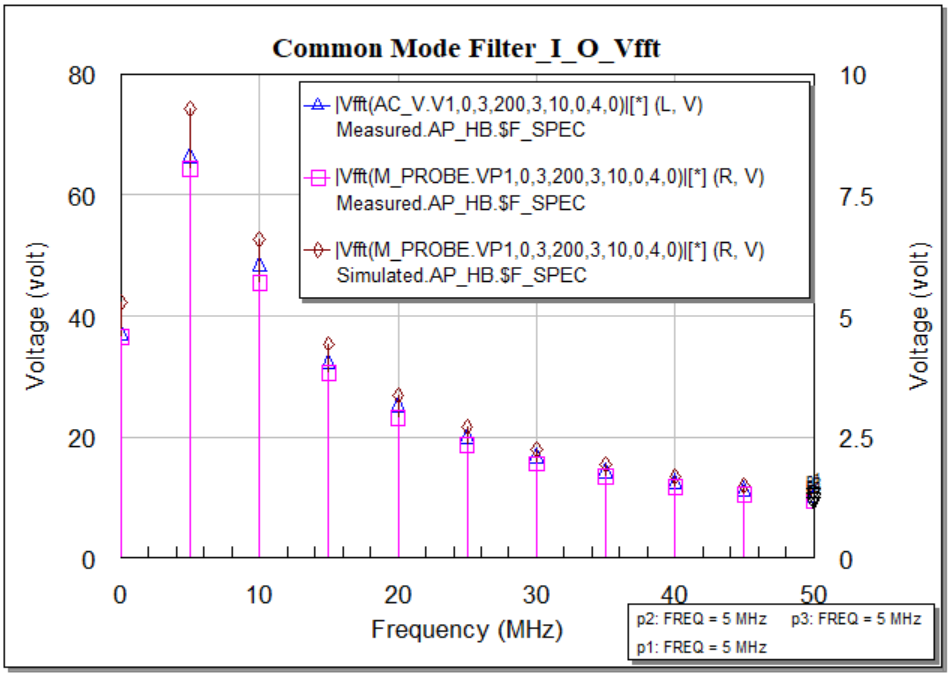 Common Mode Filter_I_O_Vfft
80
60
40
20
0
Voltage (volt)
|Vfft(AC_V.V1,0,3,200,3,10,0,4,0)|[*] (L, V)
Measured.AP_HB.$F_SPEC
|Vfft(M_PROBE.VP1,0,3,200,3,10,0,4,0)|[*] (R, V)
Measured.AP_HB.$F_SPEC
|Vfft(M_PROBE.VP1,0,3,200,3,10,0,4,0)|[*] (R, V)
Simulated.AP_HB.$F_SPEC
10
7.5
5
2.5
0
Voltage (volt)
0 10 20 30 40 50
Frequency (MHz)
p2: FREQ = 5 MHz p3: FREQ = 5 MHz
p1: FREQ = 5 MHz